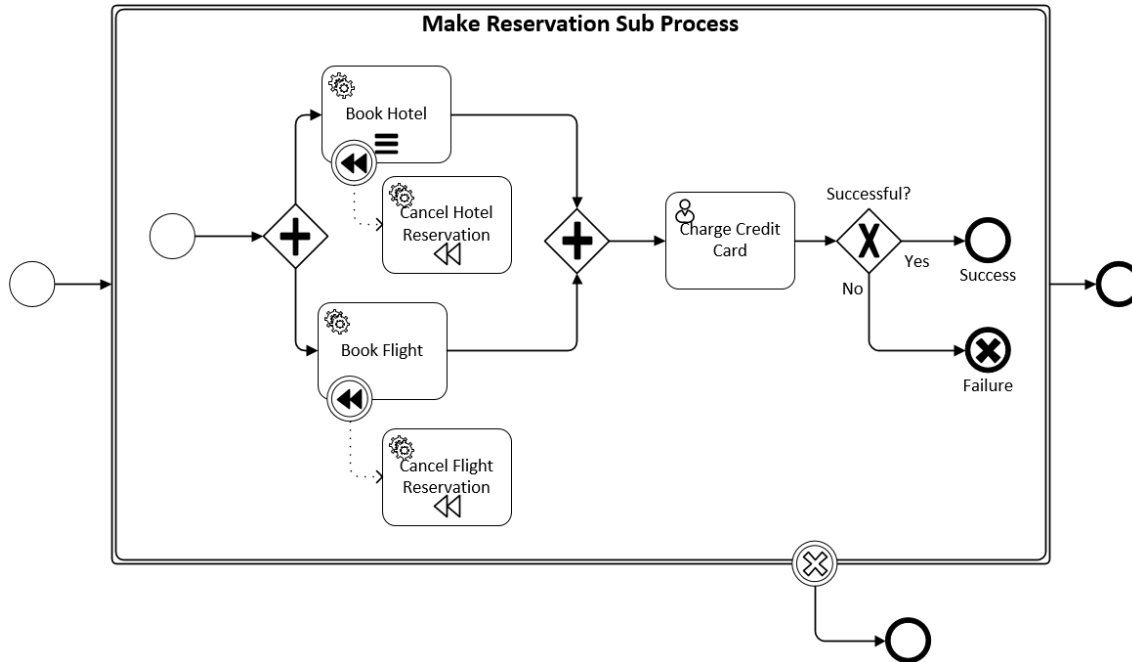 Make Reservation Sub Process
Book Hotel
Cancel Hotel
Reservation
Charge Credit
Card
Successful?
Yes
No
Success
Failure
Book Flight
Cancel Flight
Reservation